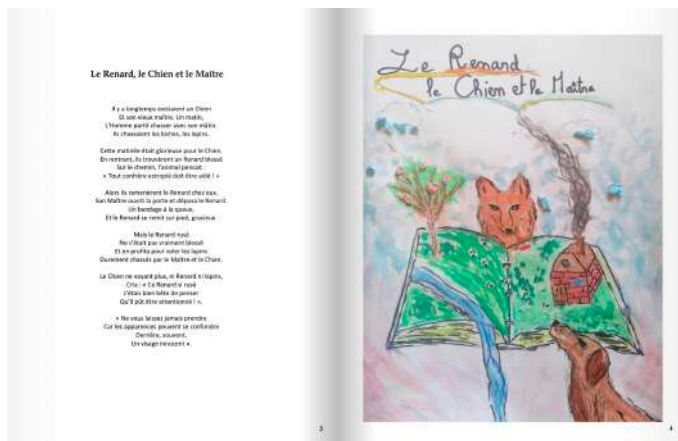 Le Renard, le Chien et le Maître
Il y a longtemps existaient un Chien
Et son vieux maître. Un matin,
L'Homme partit chasser avec son mâtin.
Ils chassaient les biches, les lapins.
Cette matinée était glorieuse pour le Chien.
En rentrant, ils trouvèrent un Renard blessé
Sur le chemin, l'animal pensait
« Tout confrère estropié doit être aidé ! »
Alors ils ramenèrent le Renard chez eux.
Son Maître ouvrit la porte et déposa le Renard.
Un bandage à la queue,
Et le Renard se remit sur pied, gracieux.
Mais le Renard rusé
Ne s'était pas vraiment blessé
Et en profita pour voler les lapins
Durement chassés par le Maître et le Chien.
Le Chien ne voyant plus, ni Renard ni lapins,
Cria : « Ce Renard si rusé
J'étais bien bête de penser
Qu'il pût être attentionné ! ».
« Ne vous laissez jamais prendre
Car les apparences peuvent se confondre
Derrière, souvent,
Un visage innocent ».
3
Le Renard
le Chien et le Maître
4